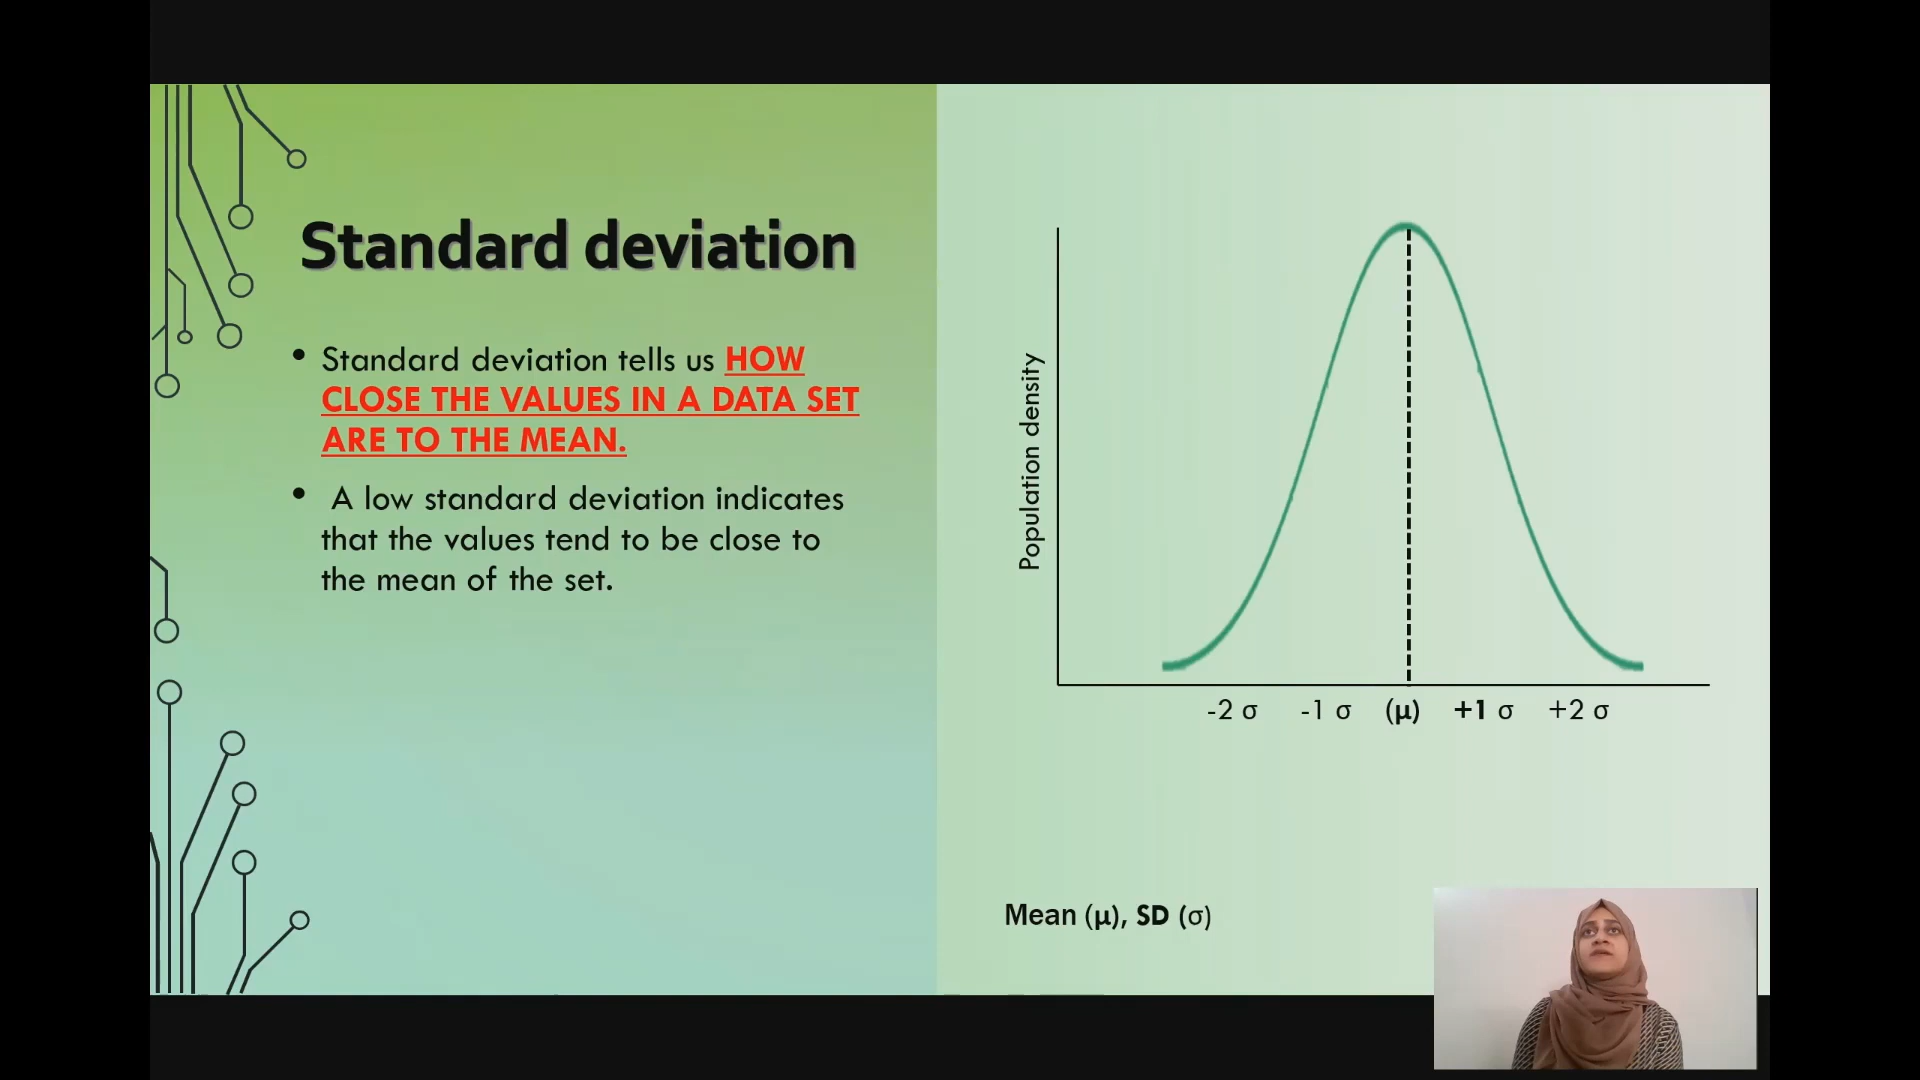 Standard deviation
• Standard deviation tells us HOW
CLOSE THE VALUES IN A DATA SET
ARE TO THE MEAN.
• A low standard deviation indicates
that the values tend to be close to
the mean of the set.
Population density
-2 σ -1 σ (μ) +1 σ +2 σ
Mean (μ), SD (σ)